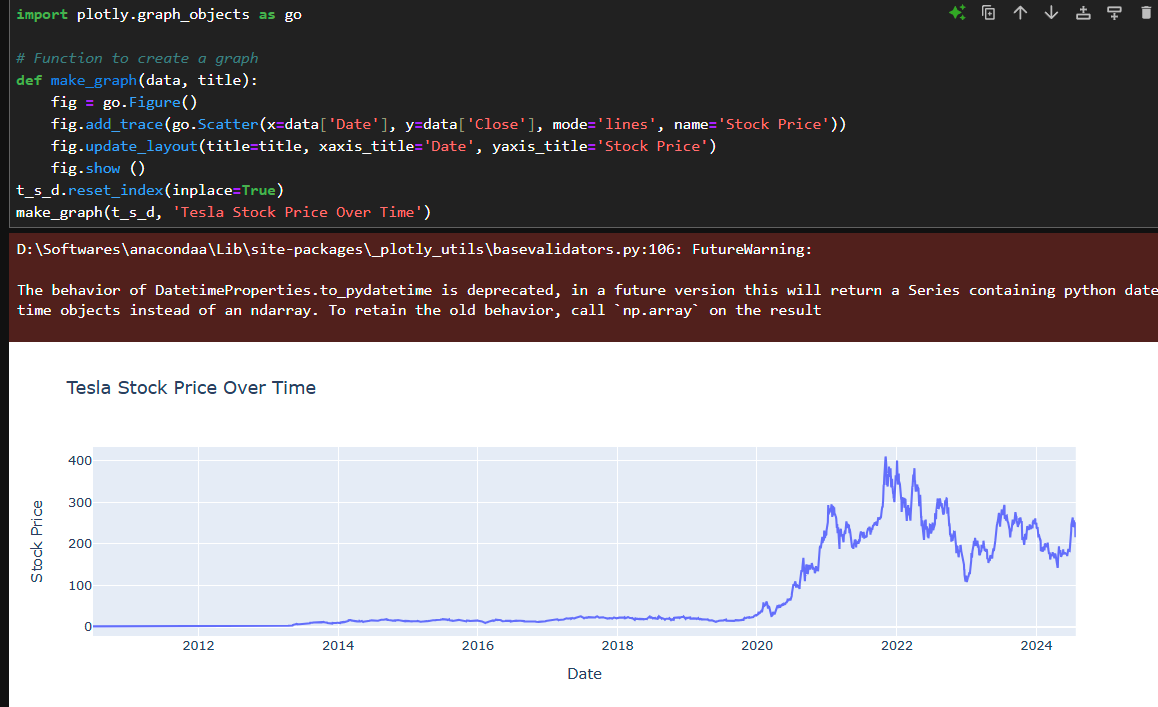 import plotly.graph_objects as go
# Function to create a graph
def make_graph(data, title):
    fig = go.Figure()
    fig.add_trace(go.Scatter(x=data['Date'], y=data['Close'], mode='lines', name='Stock Price'))
    fig.update_layout(title=title, xaxis_title='Date', yaxis_title='Stock Price')
    fig.show ()
t_s_d.reset_index(inplace=True)
make_graph(t_s_d, 'Tesla Stock Price Over Time')
D:\Softwares\anacondaa\Lib\site-packages\_plotly_utils\basevalidators.py:106: FutureWarning:
The behavior of DatetimeProperties.to_pydatetime is deprecated, in a future version this will return a Series containing python date
time objects instead of an ndarray. To retain the old behavior, call `np.array` on the result
Tesla Stock Price Over Time
Stock Price
400
300
200
100
0
2012 2014 2016 2018 2020 2022 2024
Date